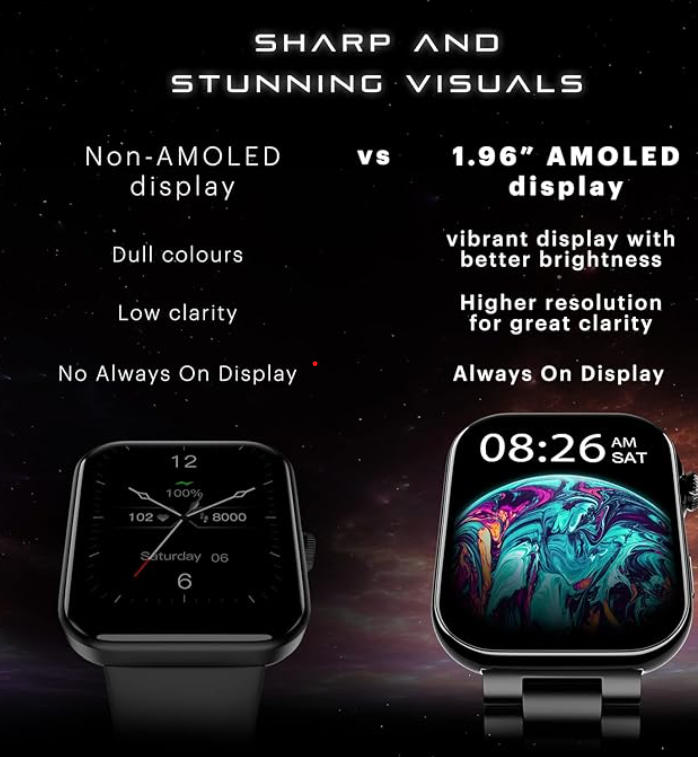 SHARP AND
STUNNING VISUALS
Non-AMOLED
display
vs
1.96” AMOLED
display
Dull colours
vibrant display with
better brightness
Low clarity
Higher resolution
for great clarity
No Always On Display
Always On Display
12
100%
102
8000
Saturday 06
6
08:26 AM
SAT